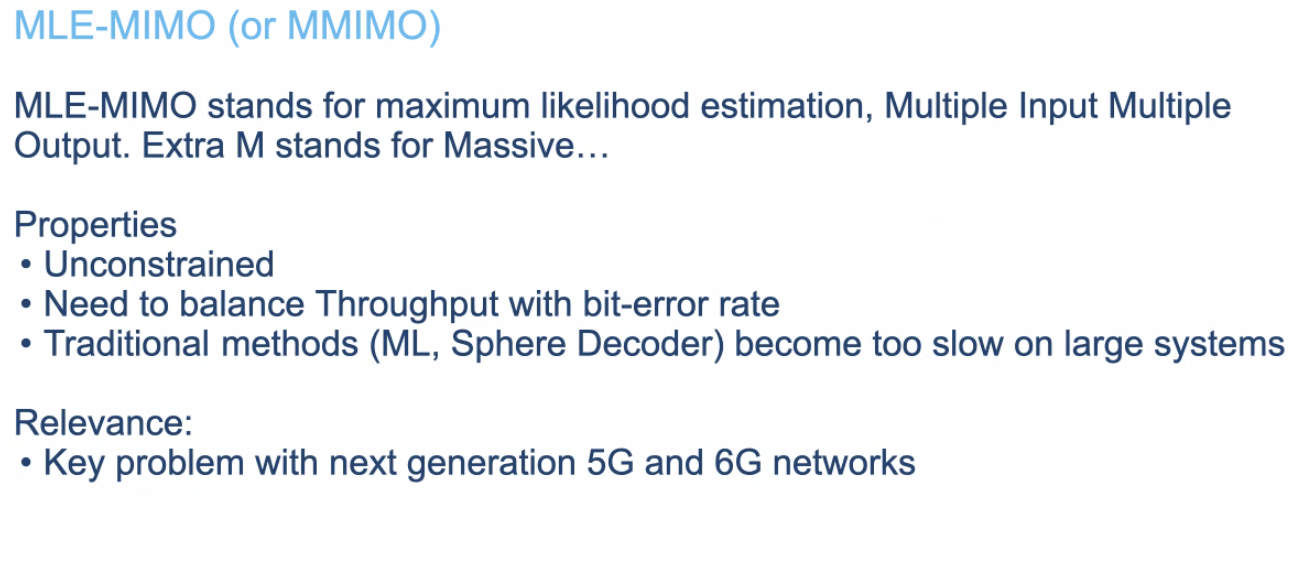 MLE-MIMO (or MMIMO)
MLE-MIMO stands for maximum likelihood estimation, Multiple Input Multiple
Output. Extra M stands for Massive…
Properties
• Unconstrained
• Need to balance Throughput with bit-error rate
• Traditional methods (ML, Sphere Decoder) become too slow on large systems
Relevance:
• Key problem with next generation 5G and 6G networks